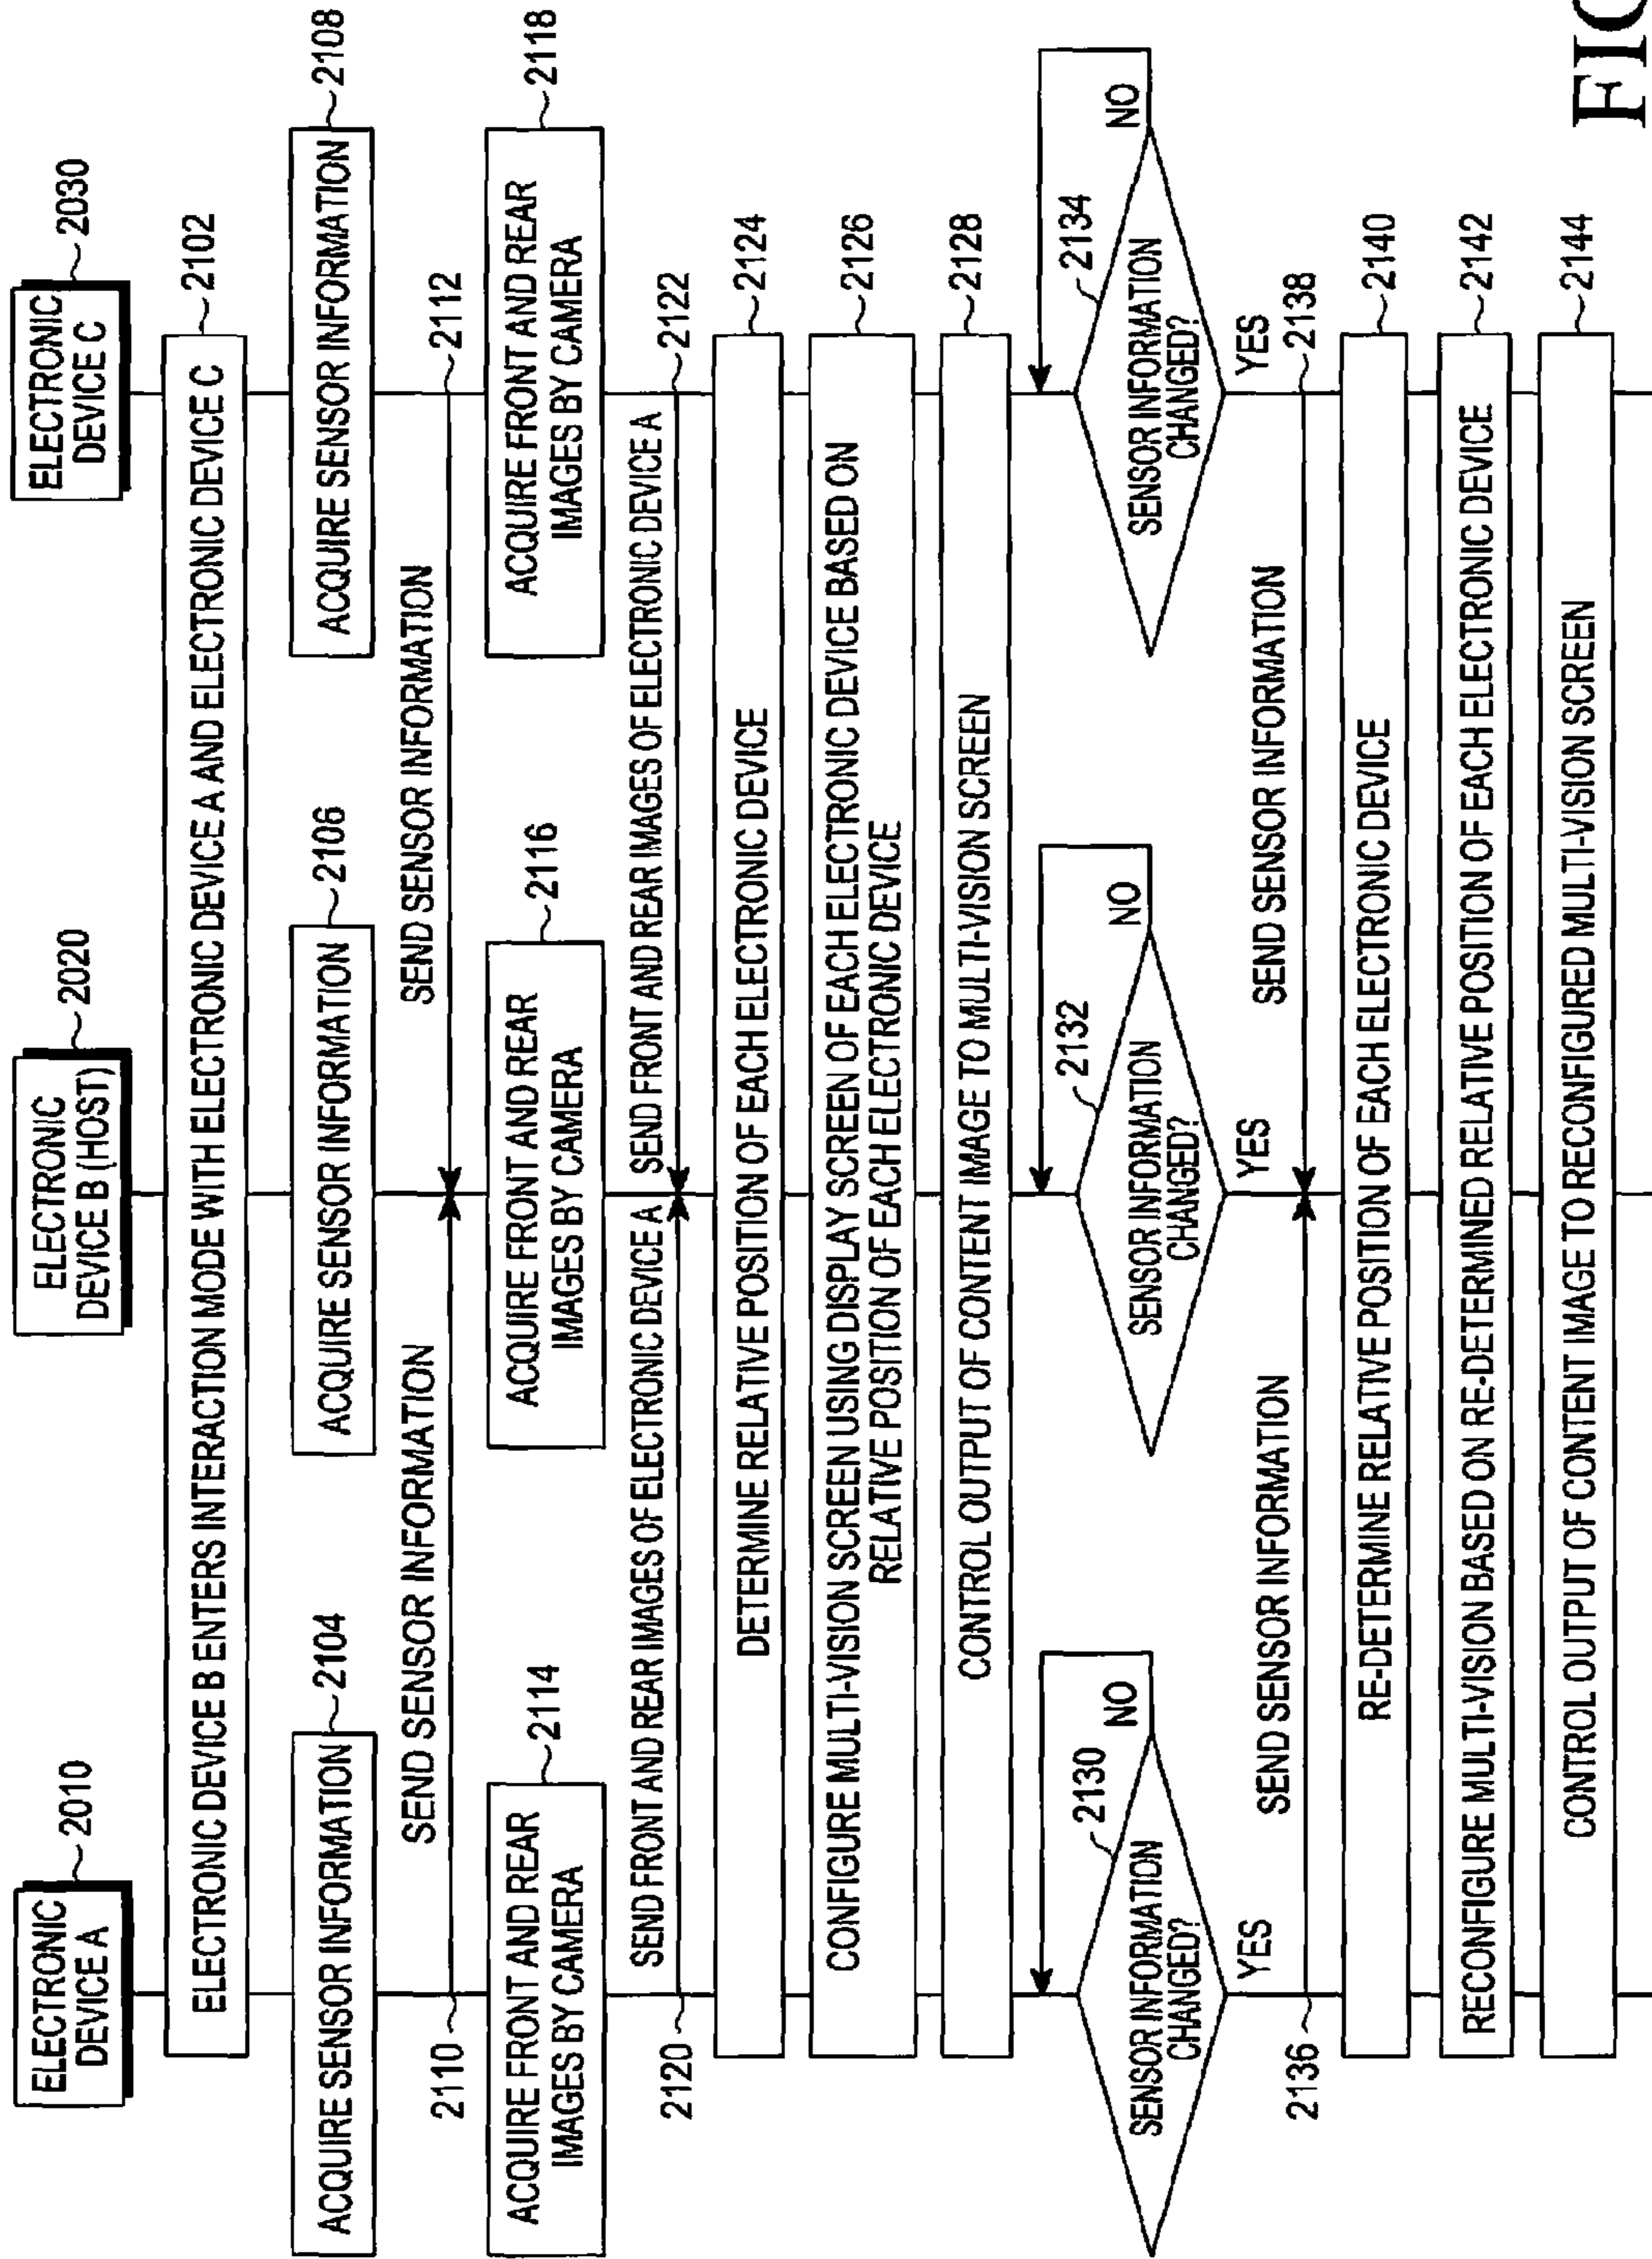 ELECTRONIC
DEVICE A
2010
ELECTRONIC
DEVICE B (HOST)
2020
ELECTRONIC
DEVICE C
2030
ELECTRONIC DEVICE B ENTERS INTERACTION MODE WITH ELECTRONIC DEVICE A AND ELECTRONIC DEVICE C
2102
ACQUIRE SENSOR INFORMATION
2104
ACQUIRE SENSOR INFORMATION
2106
ACQUIRE SENSOR INFORMATION
2108
2110
SEND SENSOR INFORMATION
SEND SENSOR INFORMATION
2112
ACQUIRE FRONT AND REAR
IMAGES BY CAMERA
2114
ACQUIRE FRONT AND REAR
IMAGES BY CAMERA
2116
ACQUIRE FRONT AND REAR
IMAGES BY CAMERA
2118
2120
SEND FRONT AND REAR IMAGES OF ELECTRONIC DEVICE A
SEND FRONT AND REAR IMAGES OF ELECTRONIC DEVICE A
2122
DETERMINE RELATIVE POSITION OF EACH ELECTRONIC DEVICE
2124
CONFIGURE MULTI-VISION SCREEN USING DISPLAY SCREEN OF EACH ELECTRONIC DEVICE BASED ON
RELATIVE POSITION OF EACH ELECTRONIC DEVICE
2126
CONTROL OUTPUT OF CONTENT IMAGE TO MULTI-VISION SCREEN
2128
SENSOR INFORMATION
CHANGED?
2130
NO
YES
SENSOR INFORMATION
CHANGED?
2132
NO
YES
SENSOR INFORMATION
CHANGED?
2134
NO
YES
2136
SEND SENSOR INFORMATION
SEND SENSOR INFORMATION
2138
RE-DETERMINE RELATIVE POSITION OF EACH ELECTRONIC DEVICE
2140
RECONFIGURE MULTI-VISION BASED ON RE-DETERMINED RELATIVE POSITION OF EACH ELECTRONIC DEVICE
2142
CONTROL OUTPUT OF CONTENT IMAGE TO RECONFIGURED MULTI-VISION SCREEN
2144